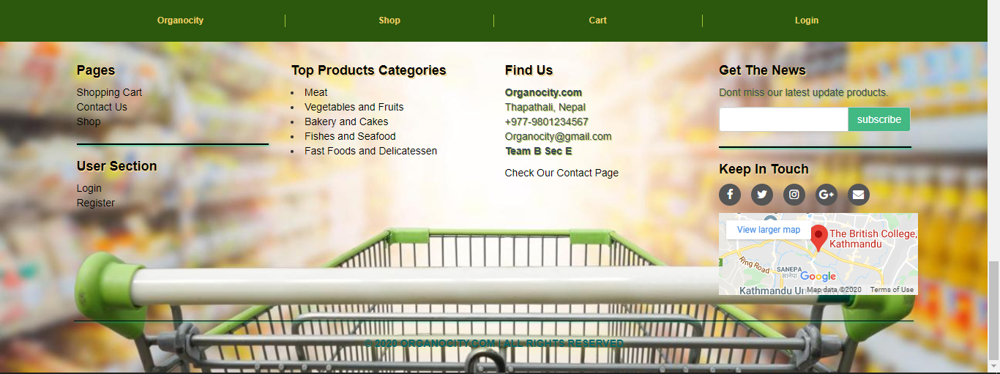 Organocity
Shop
Cart
Login
Pages
Shopping Cart
Contact Us
Shop
User Section
Login
Register
Top Products Categories
• Meat
• Vegetables and Fruits
• Bakery and Cakes
• Fishes and Seafood
• Fast Foods and Delicatessen
Find Us
Organocity.com
Thapathali, Nepal
+977-9801234567
Organocity@gmail.com
Team B Sec E
Check Our Contact Page
Get The News
Dont miss our latest update products.
subscribe
Keep In Touch
f G+
View larger map
The British College,
Kathmandu
Ring Road
SANEPA
सानेपा
Google
Kathmandu
Map data ©2020 Terms of Use
© 2020 ORGANOCITY.COM | ALL RIGHTS RESERVED